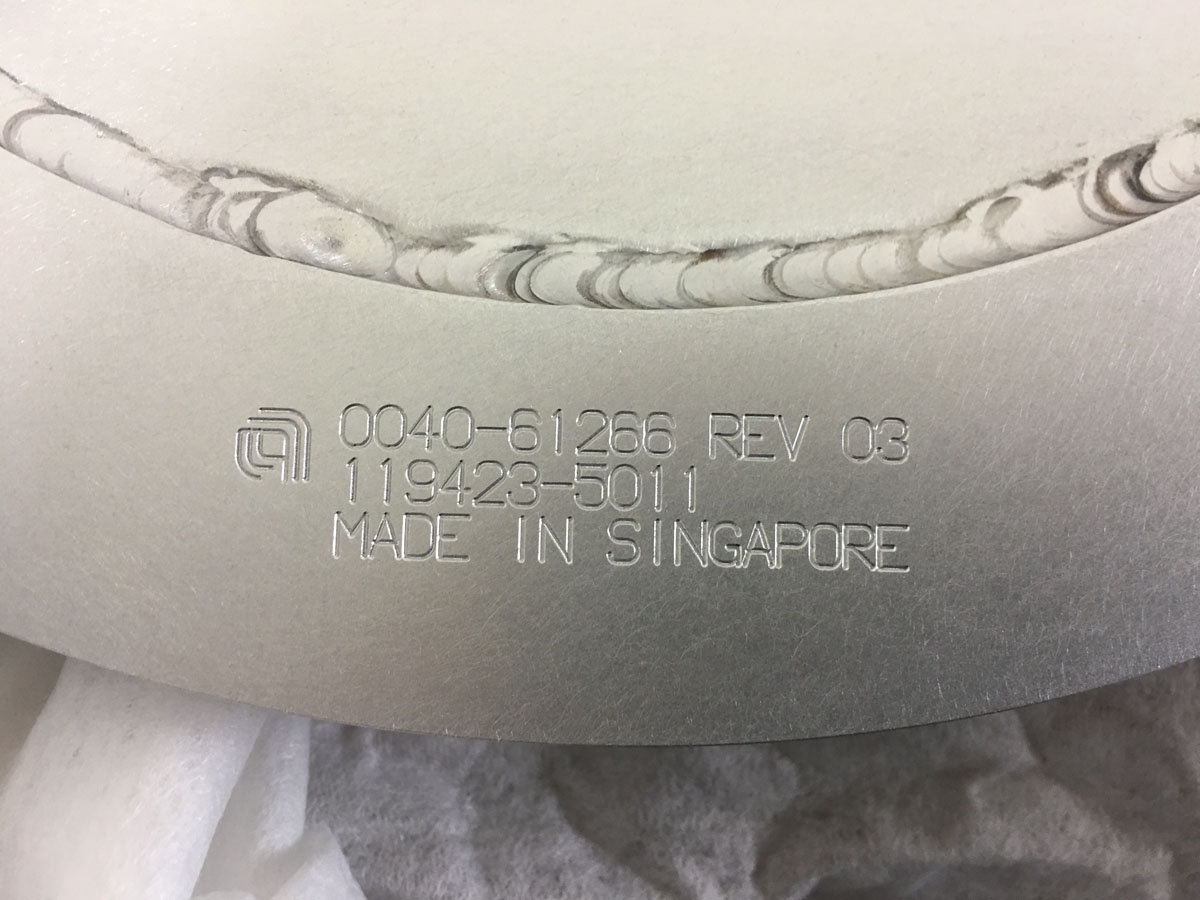 0040-61266 REV 03
119423-5011
MADE IN SINGAPORE